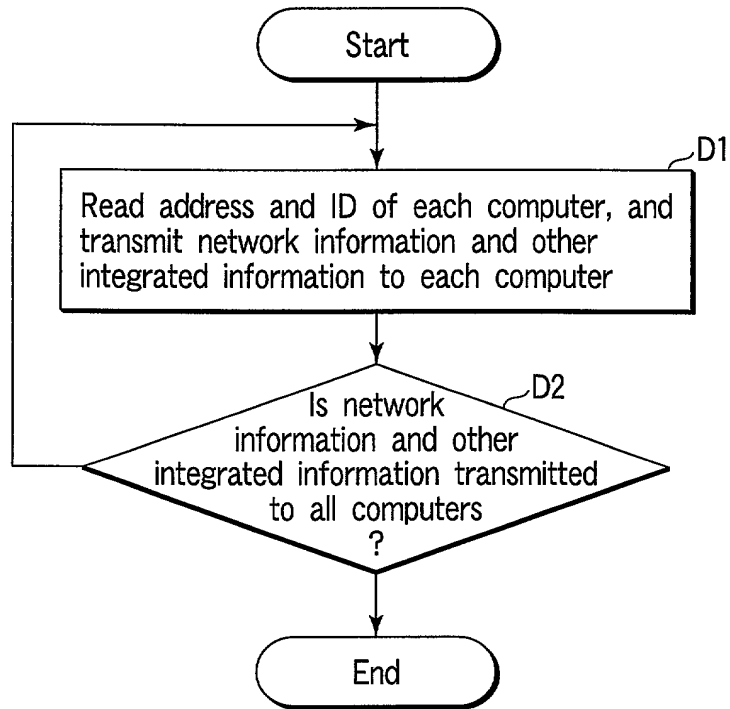 Start
D1
Read address and ID of each computer, and
transmit network information and other
integrated information to each computer
D2
Is network
information and other
integrated information transmitted
to all computers
?
End